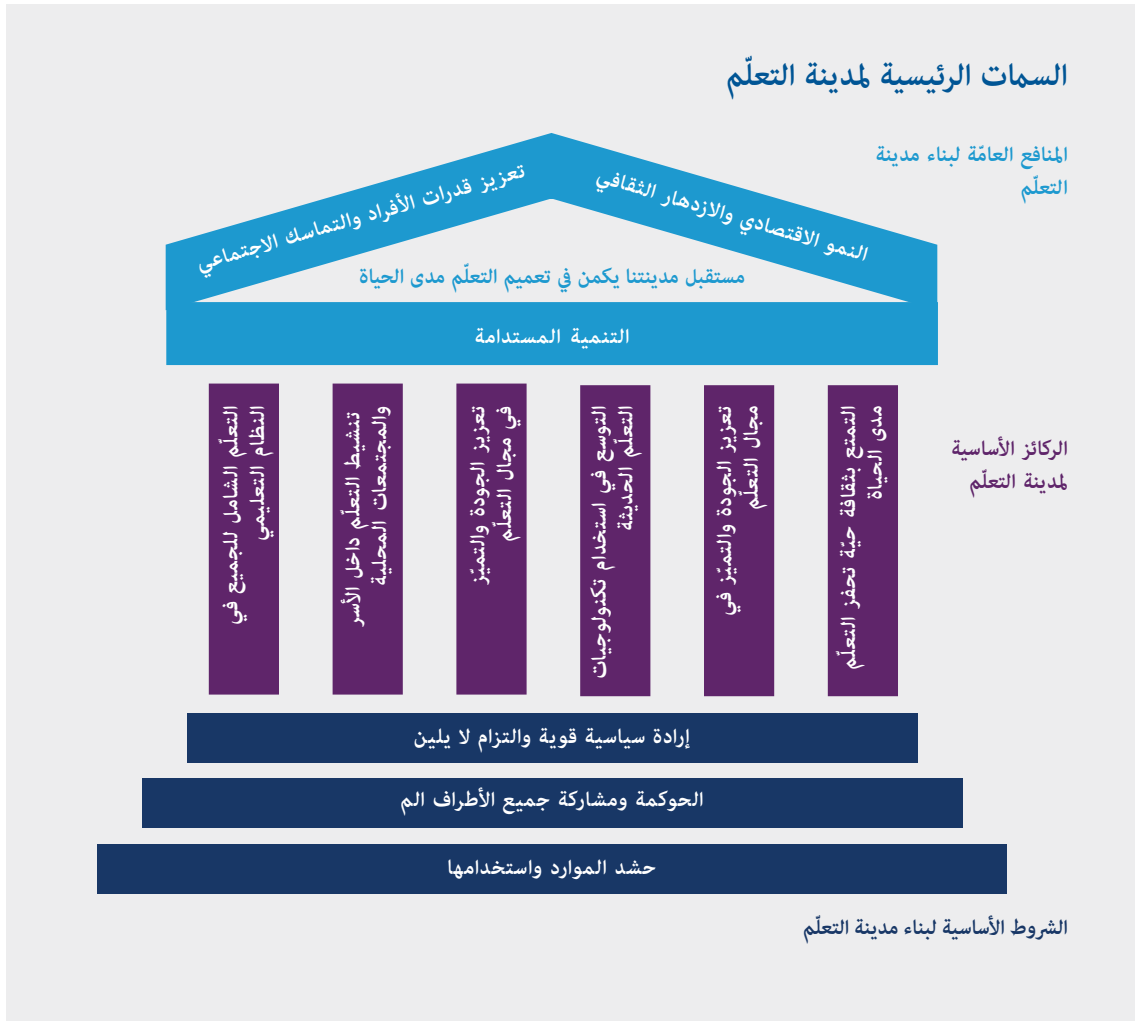 السمات الرئيسية لمدينة التعلّم
المنافع العامّة لبناء مدينة
التعلّم
النمو الاقتصادي والازدهار الثقافي
تعزيز قدرات الأفراد والتماسك الاجتماعي
مستقبل مدينتنا يكمن في تعميم التعلّم مدى الحياة
التنمية المستدامة
الركائز الأساسية
لمدينة التعلّم
التمتع بثقافة حيّة تحفز التعلّم
مدى الحياة
تعزيز الجودة والتميّز في
مجال التعلّم
التوسع في استخدام تكنولوجيات
التعلّم الحديثة
تعزيز الجودة والتميّز
في مجال التعلّم
تنشيط التعلّم داخل الأسر
والمجتمعات المحلية
التعلّم الشامل للجميع في
النظام التعليمي
إرادة سياسية قوية والتزام لا يلين
الحوكمة ومشاركة جميع الأطراف الم
حشد الموارد واستخدامها
الشروط الأساسية لبناء مدينة التعلّم